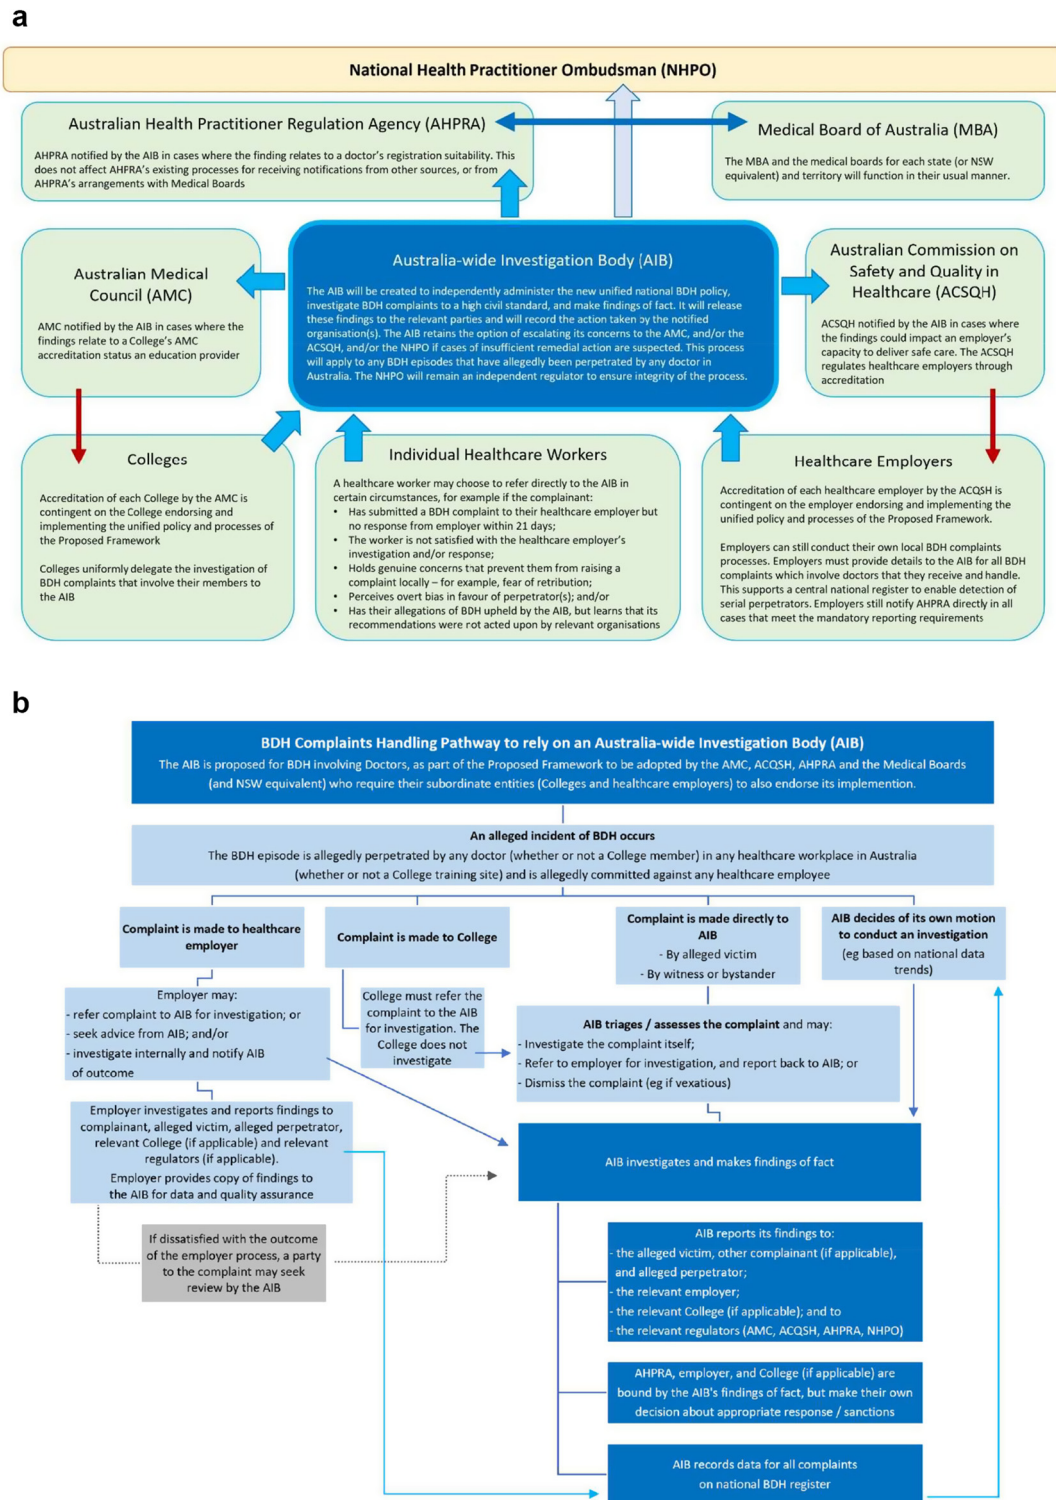 a
National Health Practitioner Ombudsman (NHPO)
Australian Health Practitioner Regulation Agency (AHPRA)
AHPRA notified by the AIB in cases where the finding relates to a doctor's registration suitability. This
does not affect AHPRA's existing processes for receiving notifications from other sources, or from
AHPRA's arrangements with Medical Boards
Medical Board of Australia (MBA)
The MBA and the medical boards for each state (or NSW
equivalent) and territory will function in their usual manner.
Australian Medical
Council (AMC)
AMC notified by the AIB in cases where the
findings relate to a College's AMC
accreditation status an education provider
Australia-wide Investigation Body (AIB)
The AIB will be created to independently administer the new unified national BDH policy,
investigate BDH complaints to a high civil standard, and make findings of fact. It will release
these findings to the relevant parties and will record the action taken by the notified
organisation(s). The AIB retains the option of escalating its concerns to the AMC, and/or the
ACSQH, and/or the NHPO if cases of insufficient remedial action are suspected. This process
will apply to any BDH episodes that have allegedly been perpetrated by any doctor in
Australia. The NHPO will remain an independent regulator to ensure integrity of the process.
Australian Commission on
Safety and Quality in
Healthcare (ACSQH)
ACSQH notified by the AIB in cases where
the findings could impact an employer's
capacity to deliver safe care. The ACSQH
regulates healthcare employers through
accreditation
Colleges
Accreditation of each College by the AMC is
contingent on the College endorsing and
implementing the unified policy and processes of
the Proposed Framework
Colleges uniformly delegate the investigation of
BDH complaints that involve their members to
the AIB
Individual Healthcare Workers
A healthcare worker may choose to refer directly to the AIB in
certain circumstances, for example if the complainant:
• Has submitted a BDH complaint to their healthcare employer but
no response from employer within 21 days;
• The worker is not satisfied with the healthcare employer's
investigation and/or response;
• Holds genuine concerns that prevent them from raising a
complaint locally – for example, fear of retribution;
• Perceives overt bias in favour of perpetrator(s); and/or
• Has their allegations of BDH upheld by the AIB, but learns that its
recommendations were not acted upon by relevant organisations
Healthcare Employers
Accreditation of each healthcare employer by the ACQSH is
contingent on the employer endorsing and implementing the
unified policy and processes of the Proposed Framework.
Employers can still conduct their own local BDH complaints
processes. Employers must provide details to the AIB for all BDH
complaints which involve doctors that they receive and handle.
This supports a central national register to enable detection of
serial perpetrators. Employers still notify AHPRA directly in all
cases that meet the mandatory reporting requirements
b
BDH Complaints Handling Pathway to rely on an Australia-wide Investigation Body (AIB)
The AIB is proposed for BDH involving Doctors, as part of the Proposed Framework to be adopted by the AMC, ACQSH, AHPRA and the Medical Boards
(and NSW equivalent) who require their subordinate entities (Colleges and healthcare employers) to also endorse its implemention.
An alleged incident of BDH occurs
The BDH episode is allegedly perpetrated by any doctor (whether or not a College member) in any healthcare workplace in Australia
(whether or not a College training site) and is allegedly committed against any healthcare employee
Complaint is made to healthcare
employer
Complaint is made to College
Complaint is made directly to
AIB
- By alleged victim
- By witness or bystander
AIB decides of its own motion
to conduct an investigation
(eg based on national data
trends)
Employer may:
- refer complaint to AIB for investigation; or
- seek advice from AIB; and/or
- investigate internally and notify AIB
of outcome
College must refer the
complaint to the AIB
for investigation. The
College does not
investigate
AIB triages / assesses the complaint and may:
- Investigate the complaint itself;
- Refer to employer for investigation, and report back to AIB; or
- Dismiss the complaint (eg if vexatious)
Employer investigates and reports findings to
complainant, alleged victim, alleged perpetrator,
relevant College (if applicable) and relevant
regulators (if applicable).
Employer provides copy of findings to
the AIB for data and quality assurance
AIB investigates and makes findings of fact
If dissatisfied with the outcome
of the employer process, a party
to the complaint may seek
review by the AIB
AIB reports its findings to:
- the alleged victim, other complainant (if applicable),
and alleged perpetrator;
- the relevant employer;
- the relevant College (if applicable); and to
- the relevant regulators (AMC, ACQSH, AHPRA, NHPO)
AHPRA, employer, and College (if applicable) are
bound by the AIB's findings of fact, but make their own
decision about appropriate response / sanctions
AIB records data for all complaints
on national BDH register